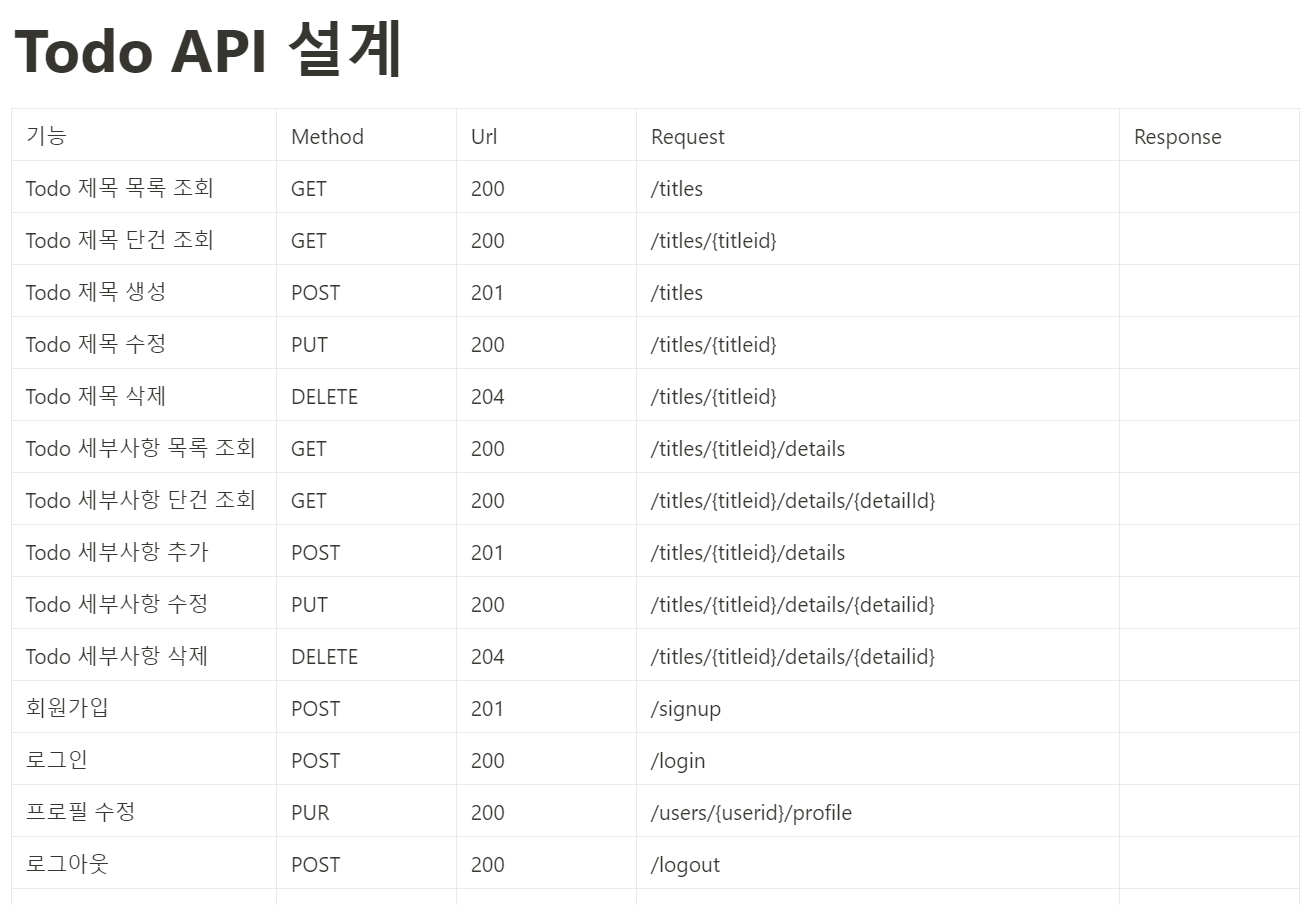 Todo API 설계
기능 Method Url Request Response
Todo 제목 목록 조회 GET 200 /titles
Todo 제목 단건 조회 GET 200 /titles/{titleid}
Todo 제목 생성 POST 201 /titles
Todo 제목 수정 PUT 200 /titles/{titleid}
Todo 제목 삭제 DELETE 204 /titles/{titleid}
Todo 세부사항 목록 조회 GET 200 /titles/{titleid}/details
Todo 세부사항 단건 조회 GET 200 /titles/{titleid}/details/{detailId}
Todo 세부사항 추가 POST 201 /titles/{titleid}/details
Todo 세부사항 수정 PUT 200 /titles/{titleid}/details/{detailid}
Todo 세부사항 삭제 DELETE 204 /titles/{titleid}/details/{detailid}
회원가입 POST 201 /signup
로그인 POST 200 /login
프로필 수정 PUR 200 /users/{userid}/profile
로그아웃 POST 200 /logout